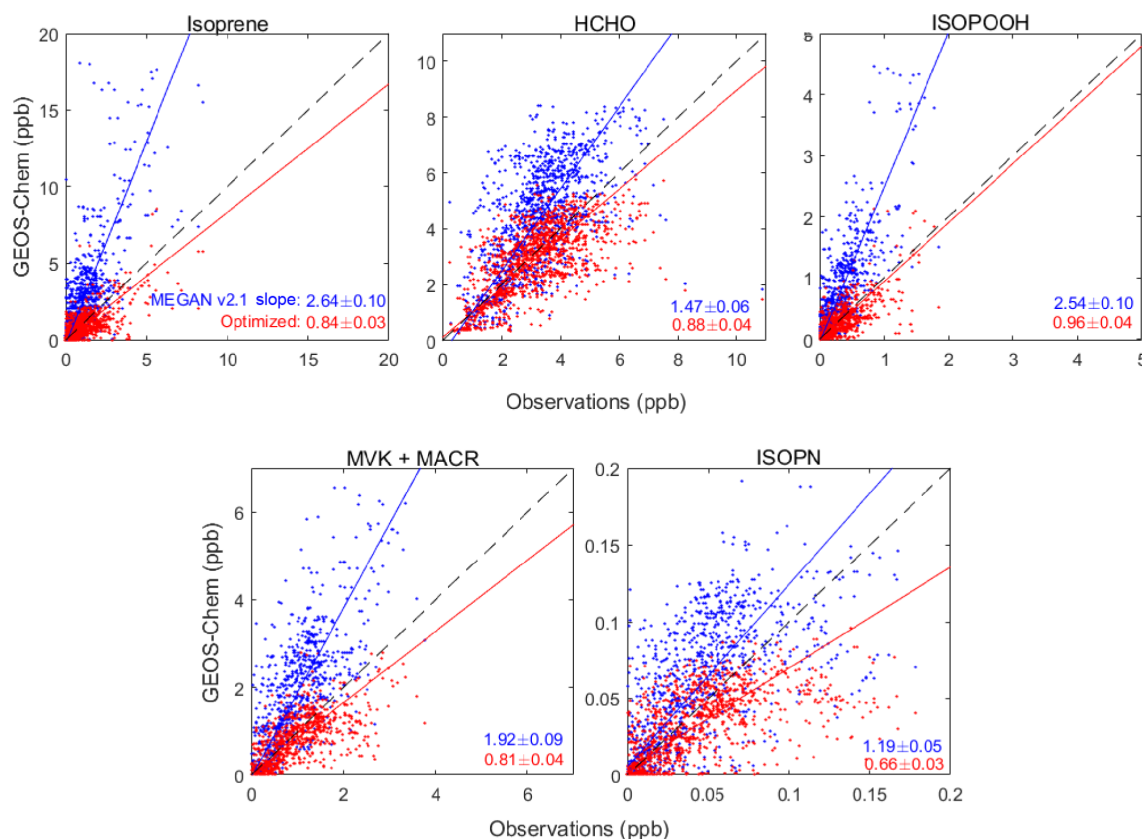 Isoprene
HCHO
ISOPOOH
20
15
10
5
0
GEOS-Chem (ppb)
MEGAN v2.1 slope: 2.64±0.10
Optimized: 0.84±0.03
0 5 10 15 20
10
8
6
4
2
0
1.47±0.06
0.88±0.04
0 2 4 6 8 10
5
4
3
2
1
0
2.54±0.10
0.96±0.04
0 1 2 3 4 5
Observations (ppb)
MVK + MACR
ISOPN
6
4
2
0
GEOS-Chem (ppb)
1.92±0.09
0.81±0.04
0 2 4 6
0.2
0.15
0.1
0.05
0
1.19±0.05
0.66±0.03
0 0.05 0.1 0.15 0.2
Observations (ppb)